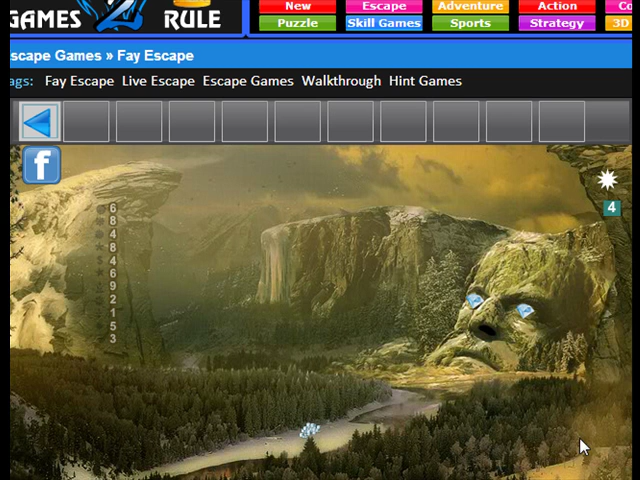 GAMES 2 RULE
New Escape Adventure Action
Puzzle Skill Games Sports Strategy 3D
scape Games » Fay Escape
ags: Fay Escape Live Escape Escape Games Walkthrough Hint Games
f
4
6
8
4
8
4
6
9
2
1
5
3